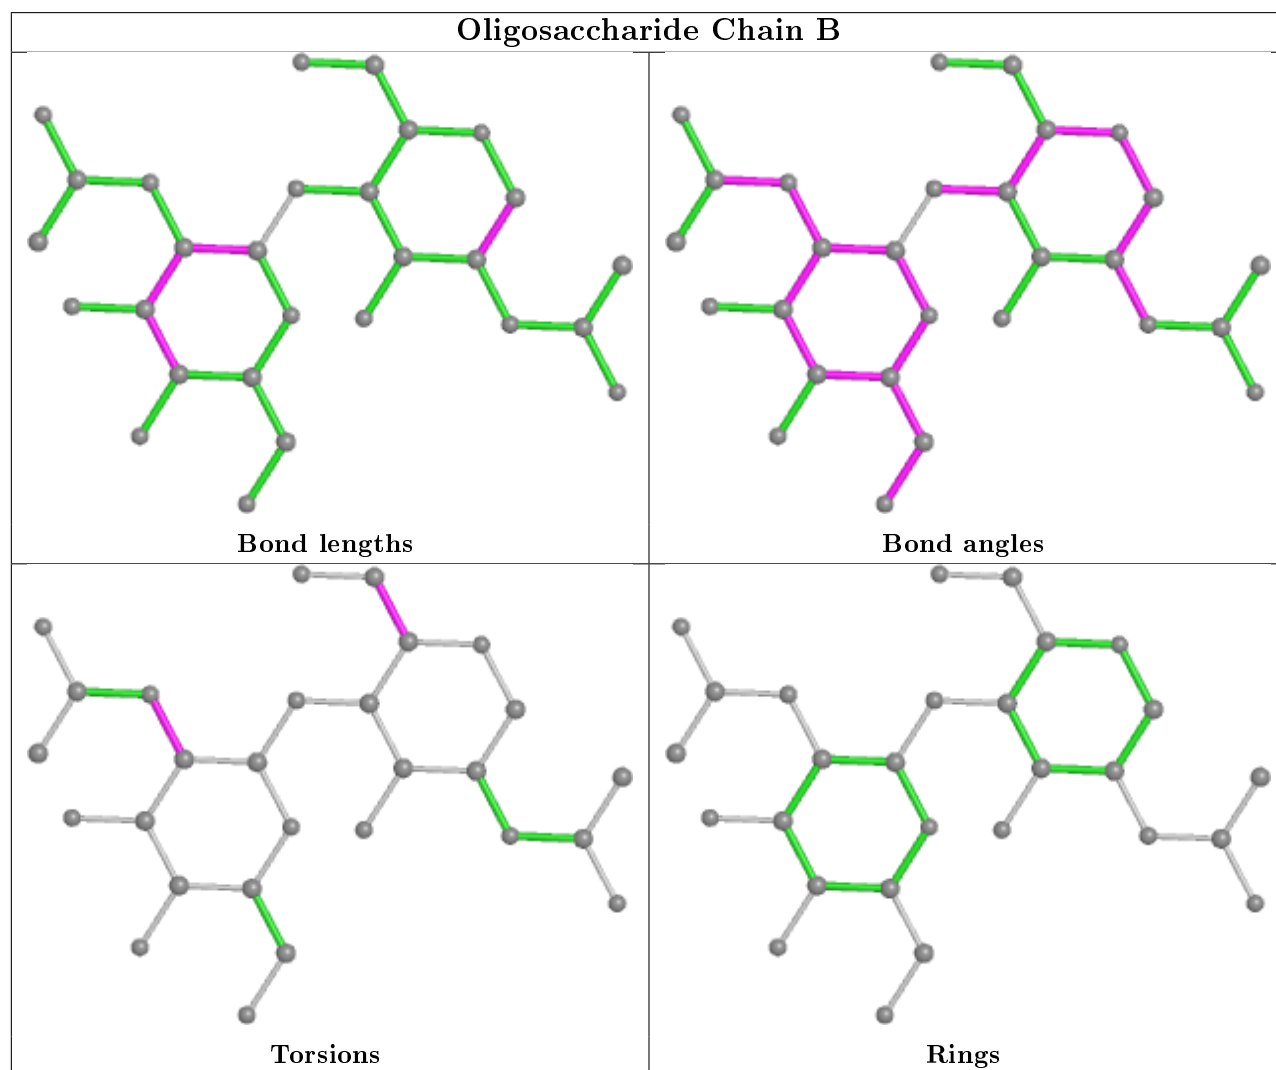 Oligosaccharide Chain B
Bond lengths
Bond angles
Torsions
Rings